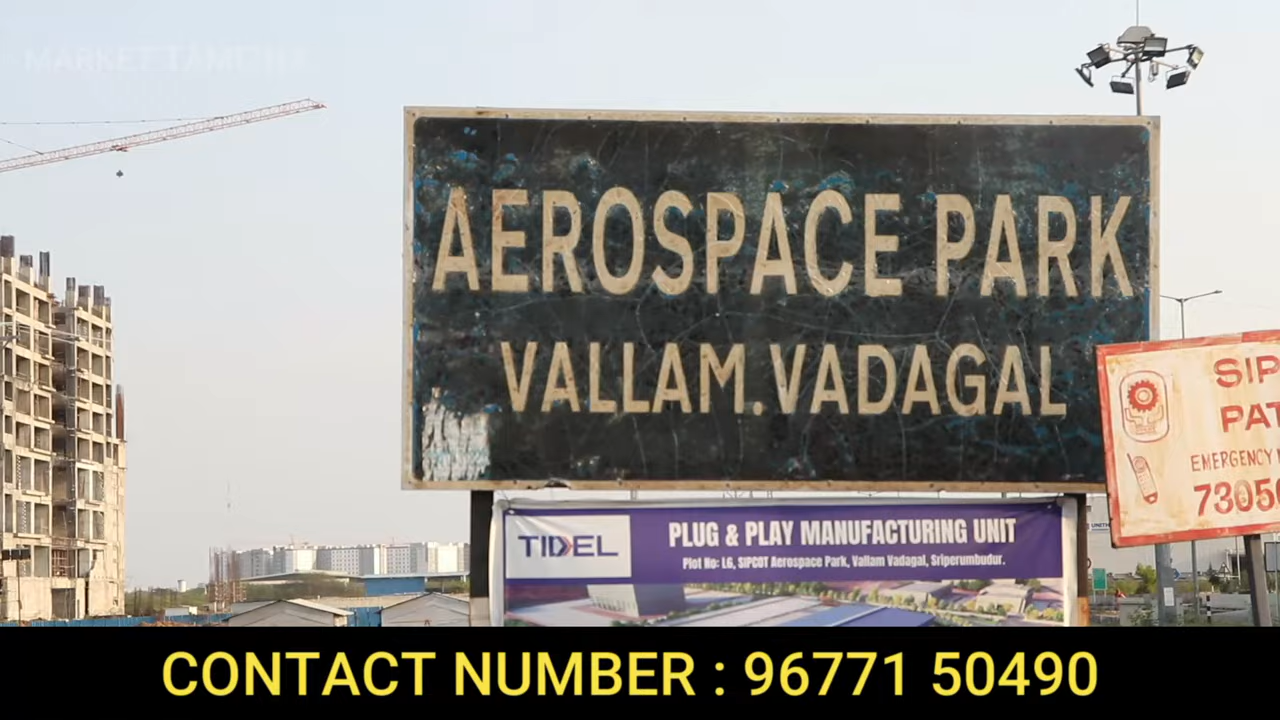 AEROSPACE PARK
VALLAM.VADAGAL
SIP
PAT
EMERGENCY
7305
TIDEL
PLUG & PLAY MANUFACTURING UNIT
Plot No: L6, SIPCOT Aerospace Park, Vallam Vadagal, Sriperumbudur.
CONTACT NUMBER : 96771 50490